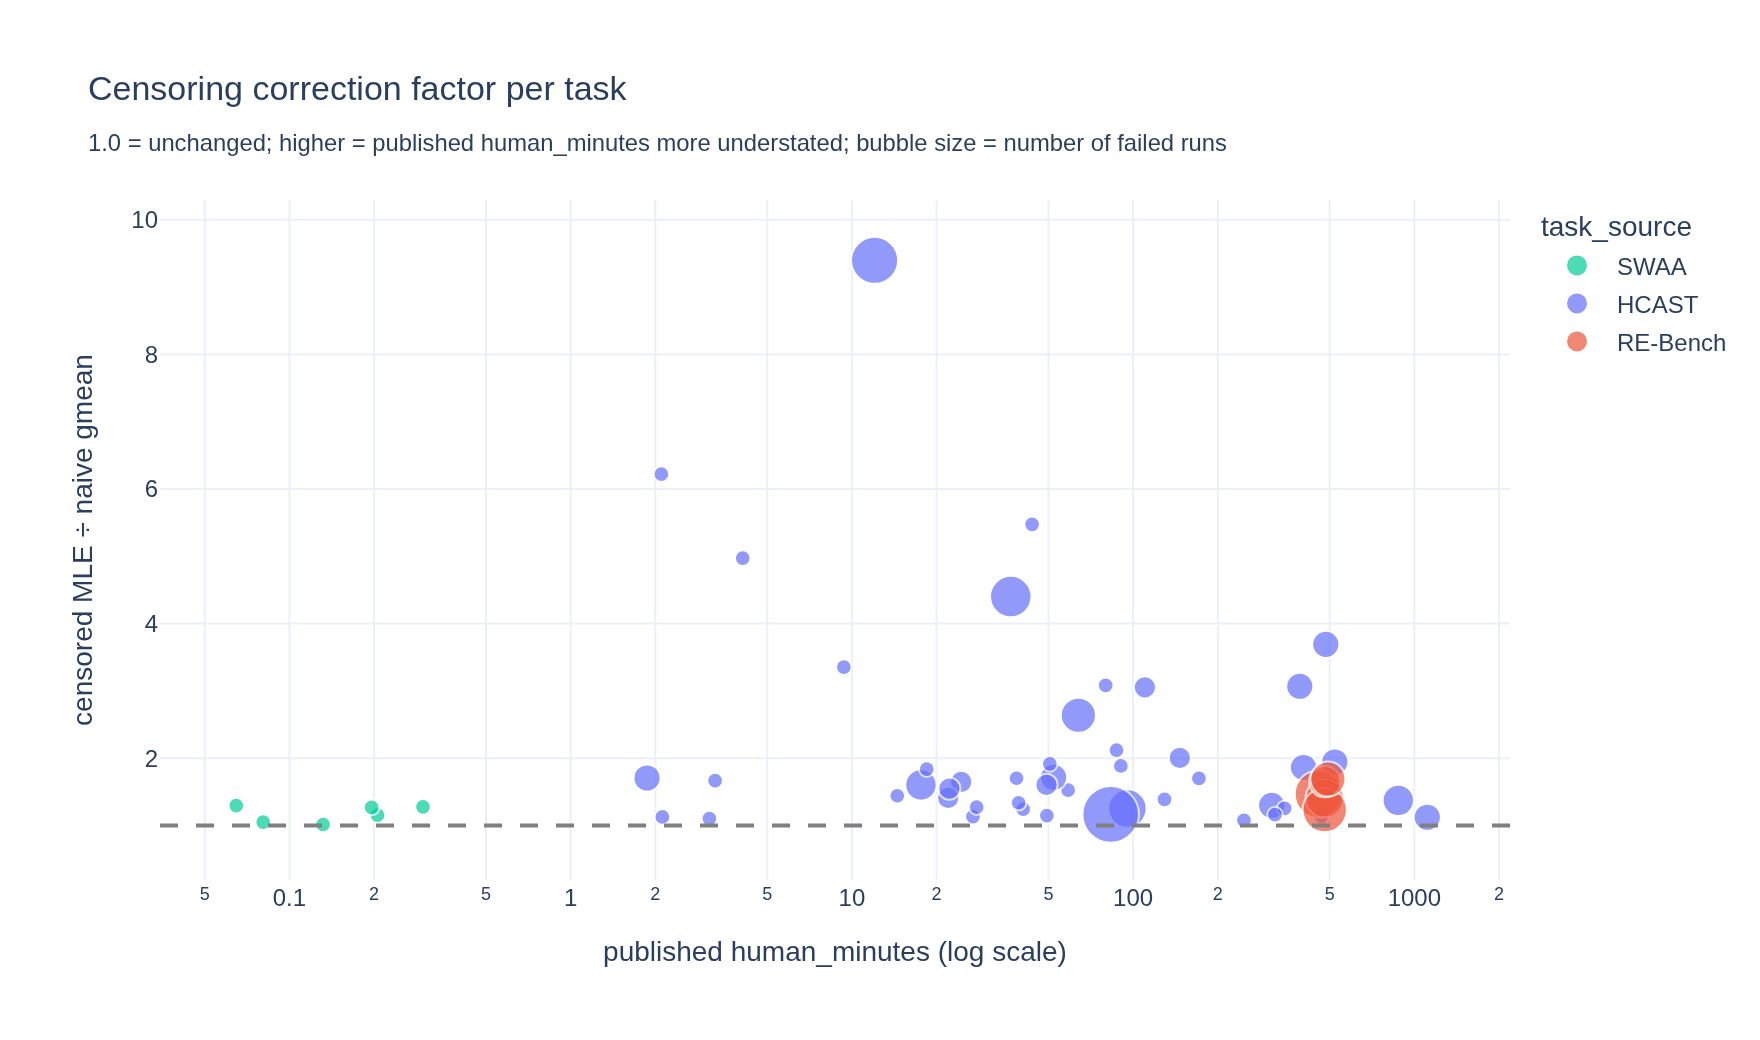 Censoring correction factor per task
1.0 = unchanged; higher = published human_minutes more understated; bubble size = number of failed runs
censored MLE ÷ naive gmean
10
8
6
4
2
5 0.1 2 5 1 2 5 10 2 5 100 2 5 1000 2
published human_minutes (log scale)
task_source
SWAA
HCAST
RE-Bench